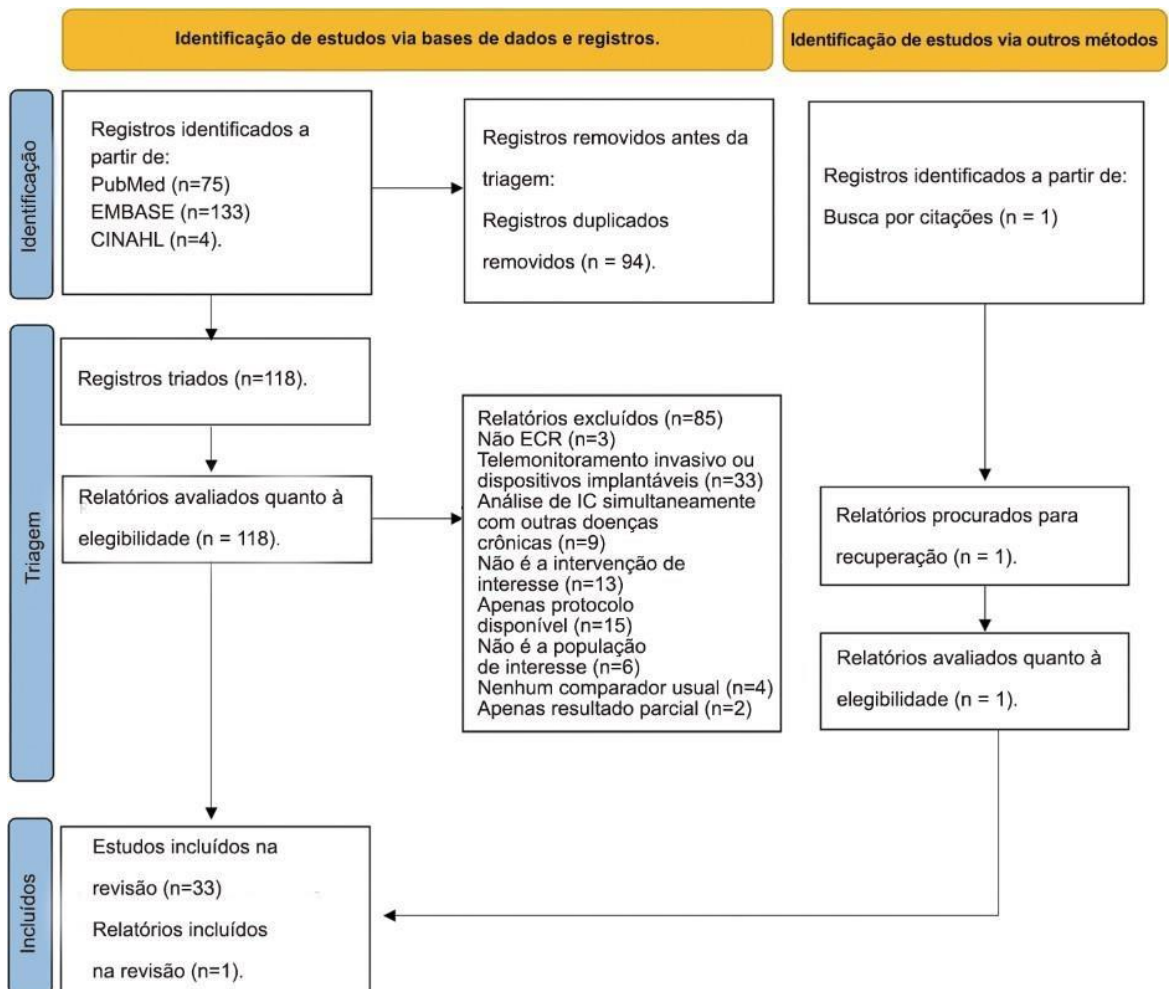 Identificação de estudos via bases de dados e registros.
Identificação de estudos via outros métodos
Identificação
Registros identificados a
partir de:
PubMed (n=75)
EMBASE (n=133)
CINAHL (n=4).
Registros removidos antes da
triagem:
Registros duplicados
removidos (n = 94).
Registros identificados a partir de:
Busca por citações (n = 1)
Triagem
Registros triados (n=118).
Relatórios avaliados quanto à
elegibilidade (n = 118).
Relatórios excluídos (n=85)
Não ECR (n=3)
Telemonitoramento invasivo ou
dispositivos implantáveis (n=33)
Análise de IC simultaneamente
com outras doenças
crônicas (n=9)
Não é a intervenção de
interesse (n=13)
Apenas protocolo
disponível (n=15)
Não é a população
de interesse (n=6)
Nenhum comparador usual (n=4)
Apenas resultado parcial (n=2)
Relatórios procurados para
recuperação (n = 1).
Relatórios avaliados quanto à
elegibilidade (n = 1).
Incluídos
Estudos incluídos na
revisão (n=33)
Relatórios incluídos
na revisão (n=1).